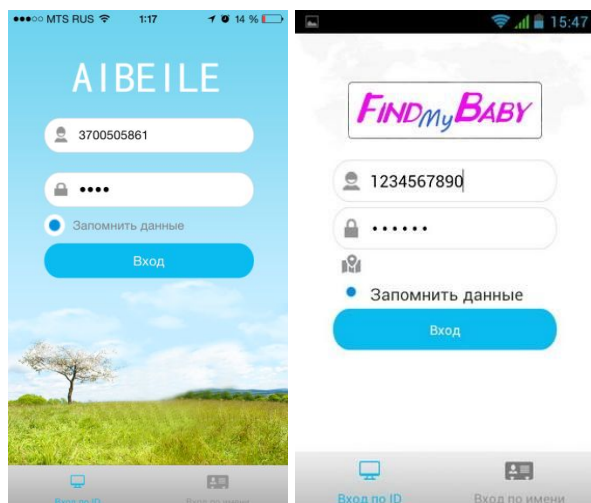 MTS RUS 1:17 14 %
AIBEILE
3700505861
••••
Запомнить данные
Вход
Вход по ID Вход по имени
15:47
FINDMyBABY
1234567890
••••••
Запомнить данные
Вход
Вход по ID Вход по имени